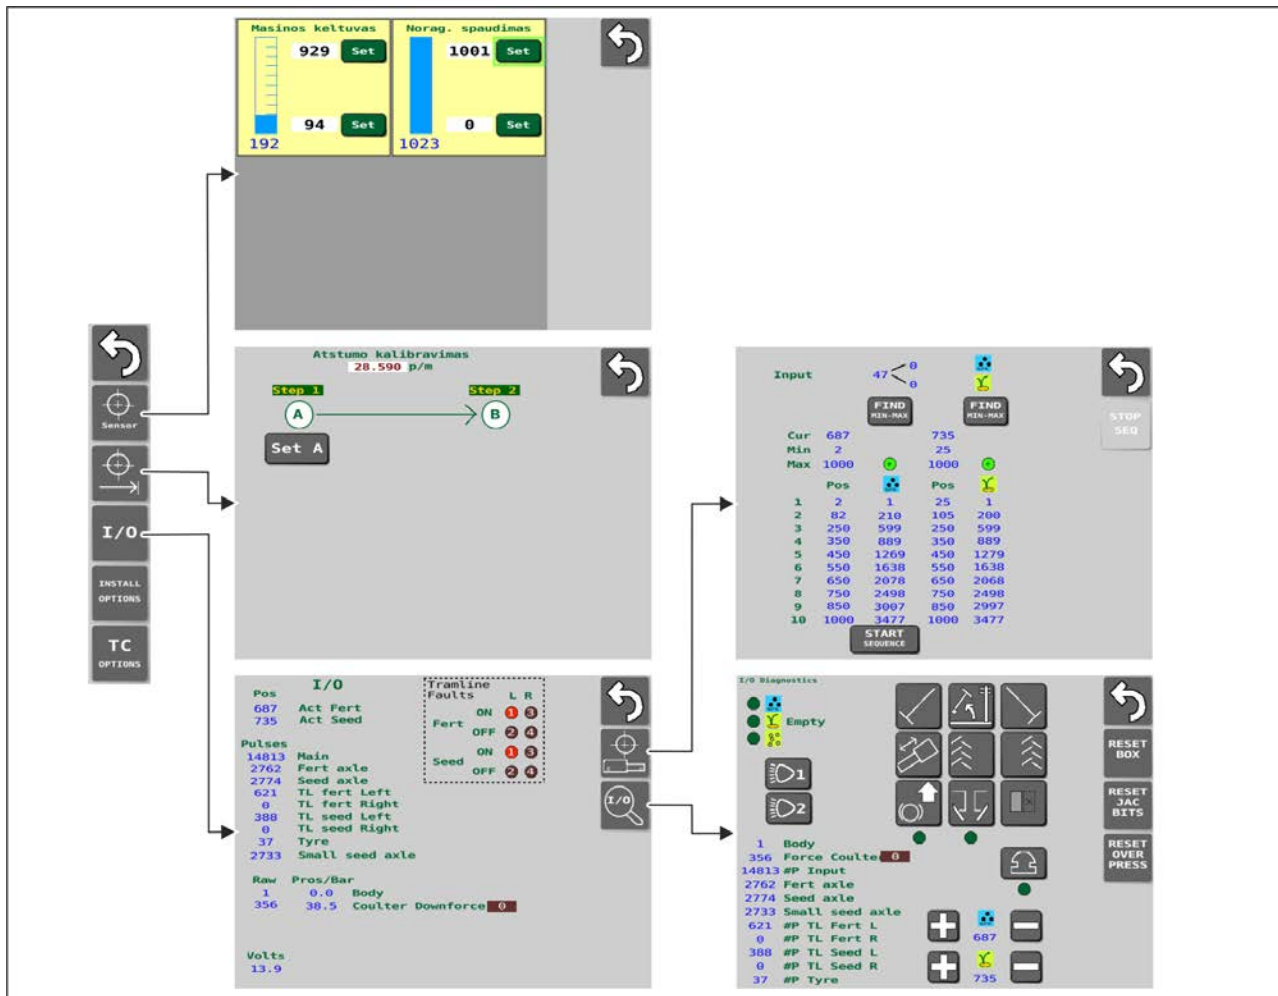 Masinos keltuvas
929 Set
94 Set
192
Norag. spaudimas
1001 Set
0 Set
1023
Sensor
I/O
INSTALL
OPTIONS
TC
OPTIONS
Atstumo kalibravimas
28.590 p/m
Step 1 Step 2
A B
Set A
Input 47 0
0
FIND
MIN-MAX
FIND
MIN-MAX
STOP
SEQ
Cur 687 735
Min 2 25
Max 1000 1000
Pos Pos
1 2 1 25 1
2 82 210 105 200
3 250 599 250 599
4 350 889 350 889
5 450 1269 450 1279
6 550 1638 550 1638
7 650 2078 650 2068
8 750 2498 750 2498
9 850 3007 850 2997
10 1000 3477 1000 3477
START
SEQUENCE
I/O
Pos
687 Act Fert
735 Act Seed
Pulses
14813 Main
2762 Fert axle
2774 Seed axle
621 TL fert Left
0 TL fert Right
388 TL seed Left
0 TL seed Right
37 Tyre
2733 Small seed axle
Raw Pros/Bar
1 0.0 Body
356 38.5 Coulter Downforce 0
Volts
13.9
Tramline
Faults L R
Fert
ON 1 3
OFF 2 4
Seed
ON 1 3
OFF 2 4
I/O
I/O Diagnostics
Empty
1
2
RESET
BOX
RESET
JAC
BITS
RESET
OVER
PRESS
1 Body
356 Force Coulte 0
14813 #P Input
2762 Fert axle
2774 Seed axle
2733 Small seed axle
621 #P TL Fert L
0 #P TL Fert R
388 #P TL Seed L
0 #P TL Seed R
37 #P Tyre
687
735